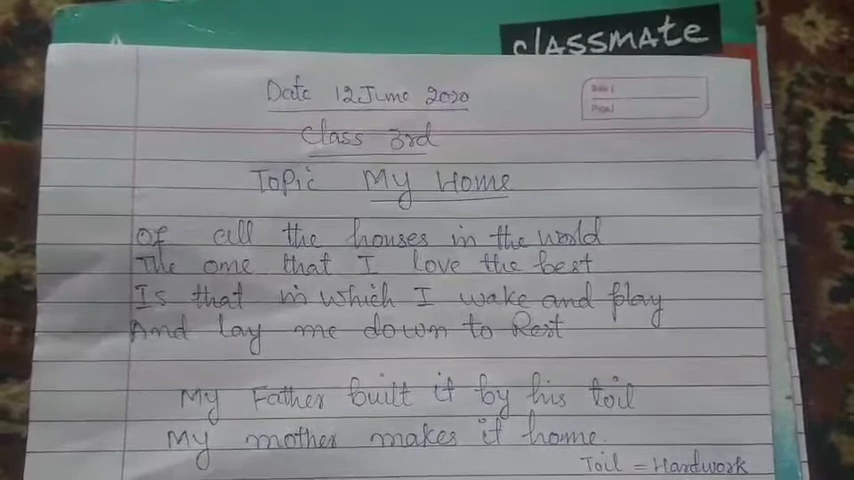 classmate
Date 12 June 2020
Date :
Page :
Class 3rd
Topic My Home
Of all the houses in the world
The one that I love the best
Is that in which I wake and play
And lay me down to Rest
My Father built it by his toil
My mother makes it home.
Toil = Hardwork